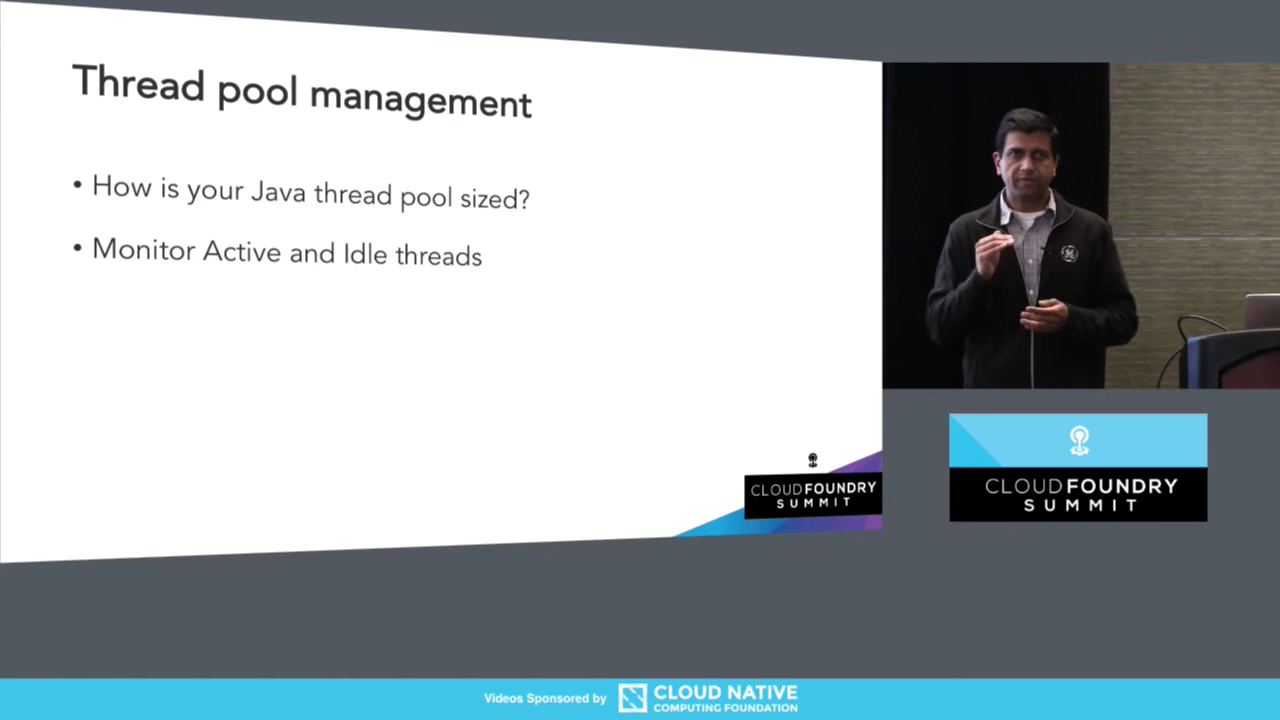 Thread pool management
• How is your Java thread pool sized?
• Monitor Active and Idle threads
CLOUDFOUNDRY
SUMMIT
CLOUDFOUNDRY
SUMMIT
Videos Sponsored by
CLOUD NATIVE
COMPUTING FOUNDATION